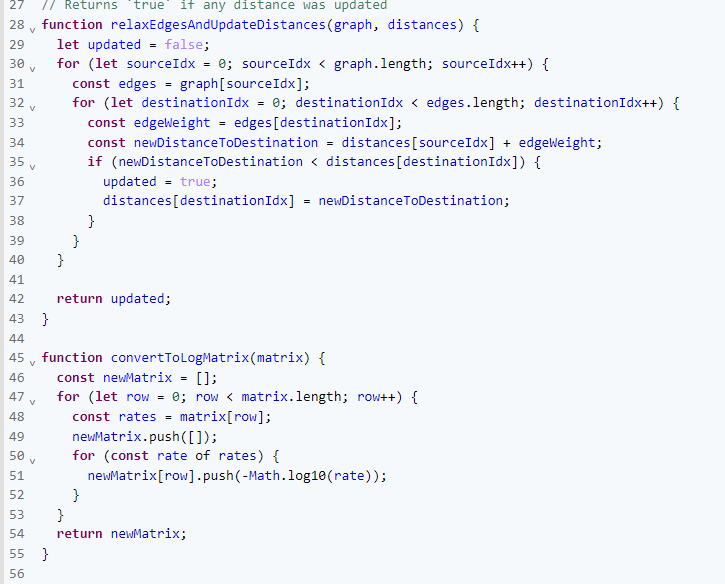 27 // Returns `true` if any distance was updated
28 function relaxEdgesAndUpdateDistances(graph, distances) {
29   let updated = false;
30   for (let sourceIdx = 0; sourceIdx < graph.length; sourceIdx++) {
31     const edges = graph[sourceIdx];
32     for (let destinationIdx = 0; destinationIdx < edges.length; destinationIdx++) {
33       const edgeWeight = edges[destinationIdx];
34       const newDistanceToDestination = distances[sourceIdx] + edgeWeight;
35       if (newDistanceToDestination < distances[destinationIdx]) {
36         updated = true;
37         distances[destinationIdx] = newDistanceToDestination;
38       }
39     }
40   }
41
42   return updated;
43 }
44
45 function convertToLogMatrix(matrix) {
46   const newMatrix = [];
47   for (let row = 0; row < matrix.length; row++) {
48     const rates = matrix[row];
49     newMatrix.push([]);
50     for (const rate of rates) {
51       newMatrix[row].push(-Math.log10(rate));
52     }
53   }
54   return newMatrix;
55 }
56